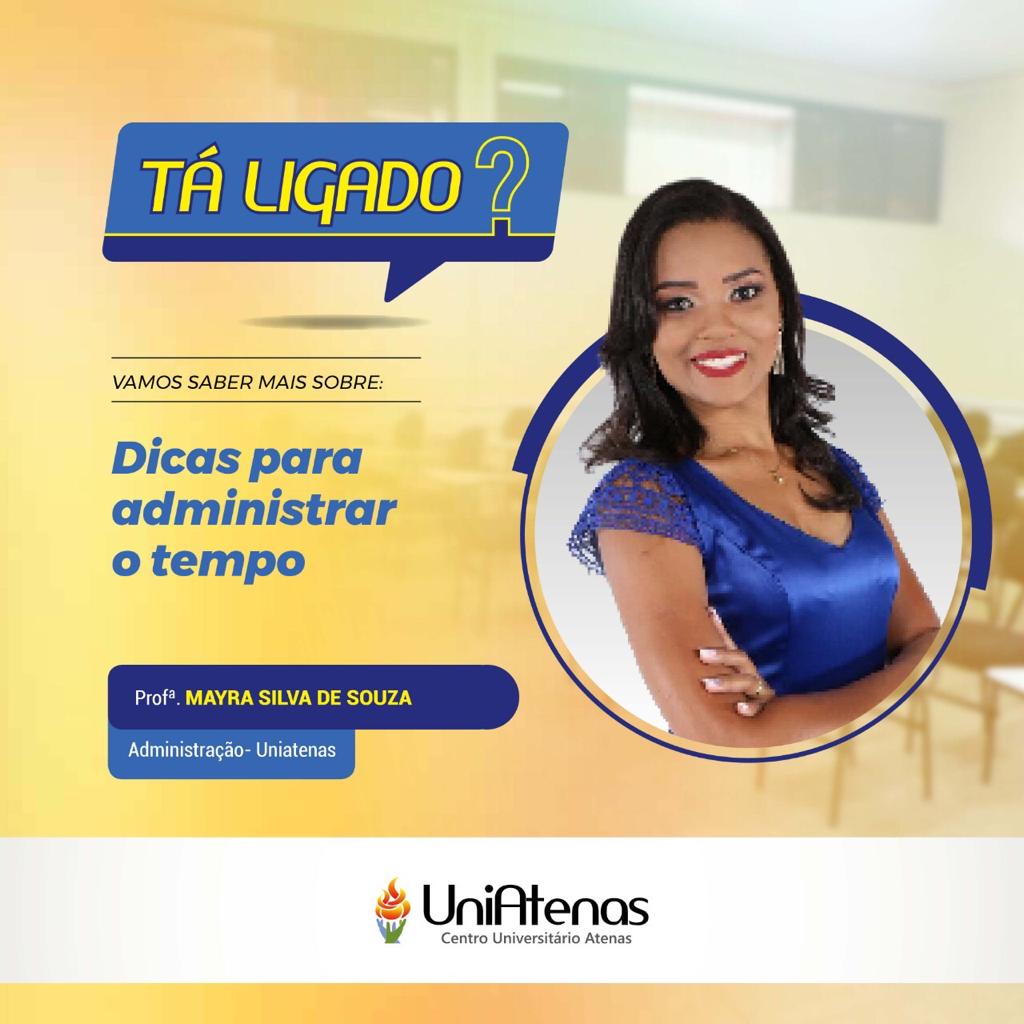 TÁ LIGADO?
VAMOS SABER MAIS SOBRE:
Dicas para
administrar
o tempo
Profª. MAYRA SILVA DE SOUZA
Administração- Uniatenas
UniAtenas
Centro Universitário Atenas